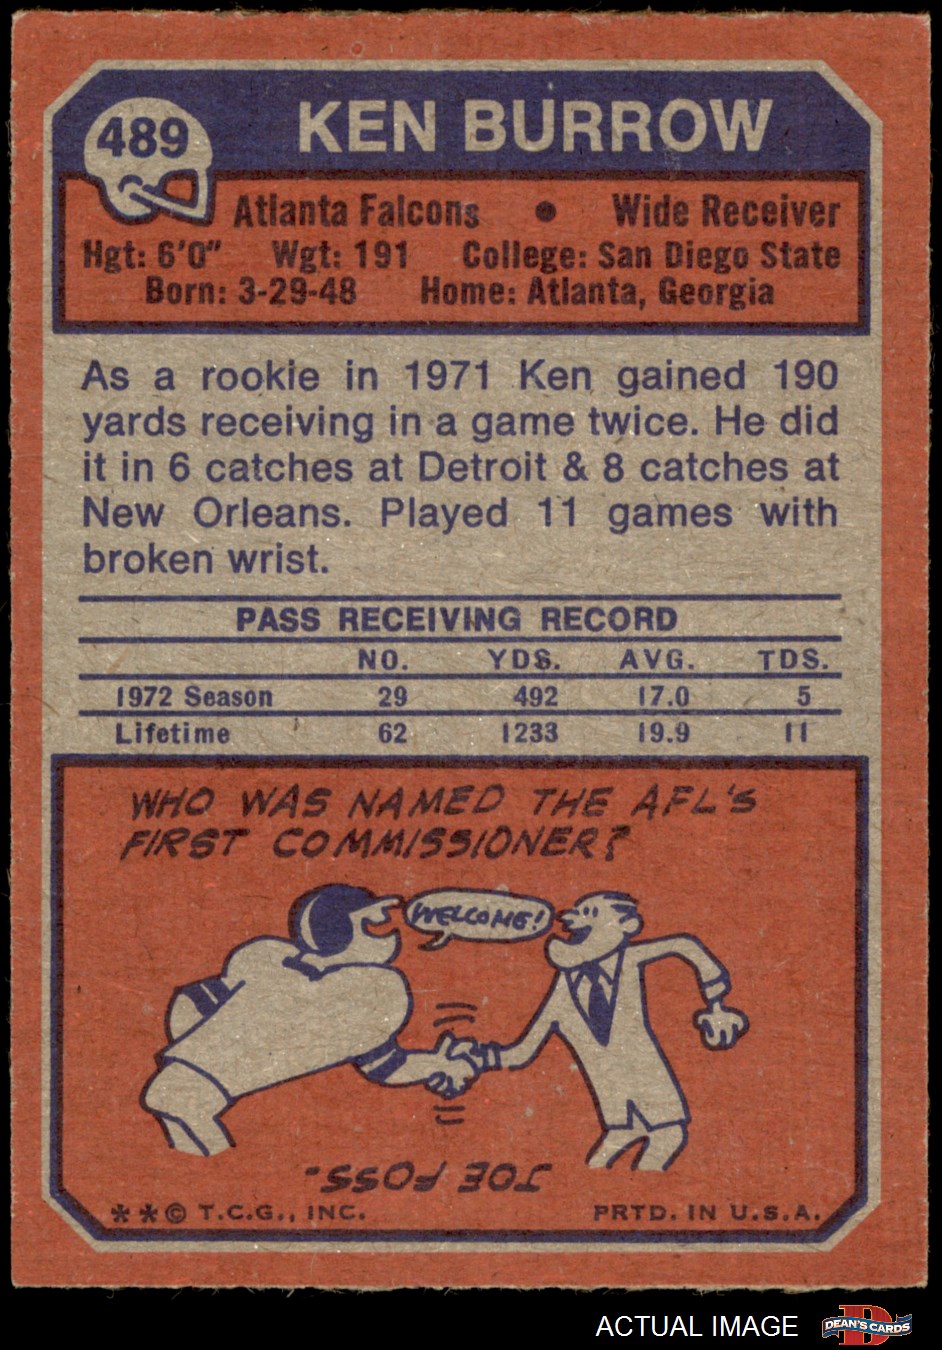 489
KEN BURROW
Atlanta Falcons • Wide Receiver
Hgt: 6'0" Wgt: 191 College: San Diego State
Born: 3-29-48 Home: Atlanta, Georgia
As a rookie in 1971 Ken gained 190
yards receiving in a game twice. He did
it in 6 catches at Detroit & 8 catches at
New Orleans. Played 11 games with
broken wrist.
PASS RECEIVING RECORD
NO. YDS. AVG. TDS.
1972 Season 29 492 17.0 5
Lifetime 62 1233 19.9 11
WHO WAS NAMED THE AFL'S
FIRST COMMISSIONER?
WELCOME!
JOE FOSS.
** © T.C.G., INC. PRTD. IN U.S.A.
ACTUAL IMAGE
DEAN'S CARDS